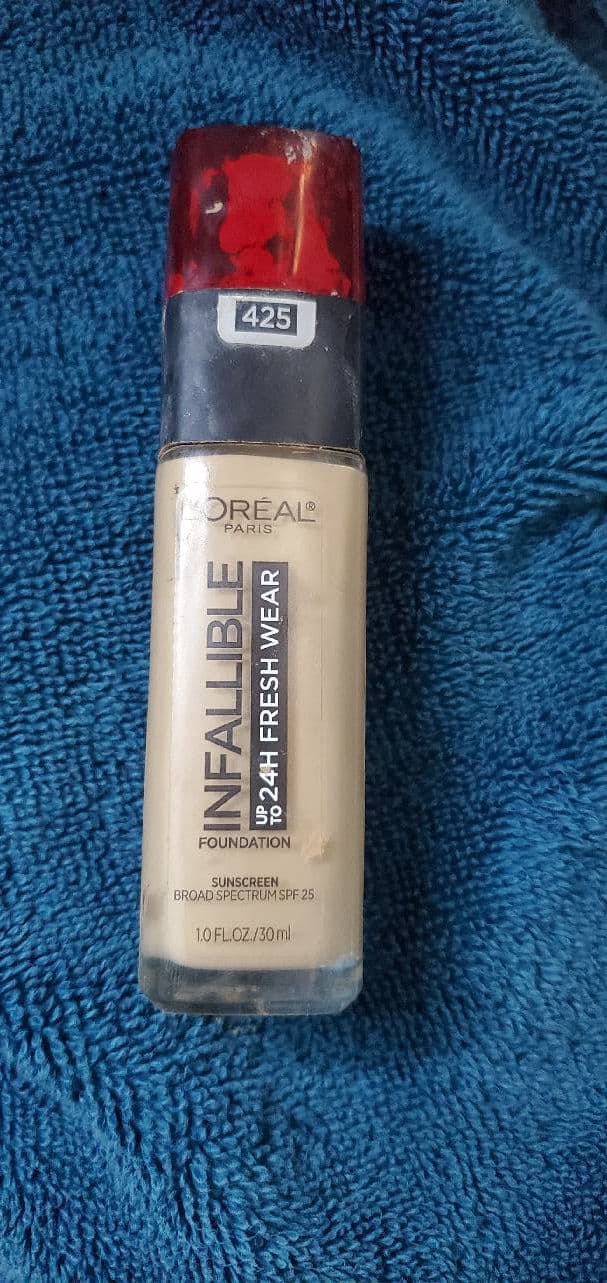 425
L'ORÉAL®
PARIS
INFALLIBLE
UP TO 24H FRESH WEAR
FOUNDATION
SUNSCREEN
BROAD SPECTRUM SPF 25
1.0 FL.OZ./30 ml